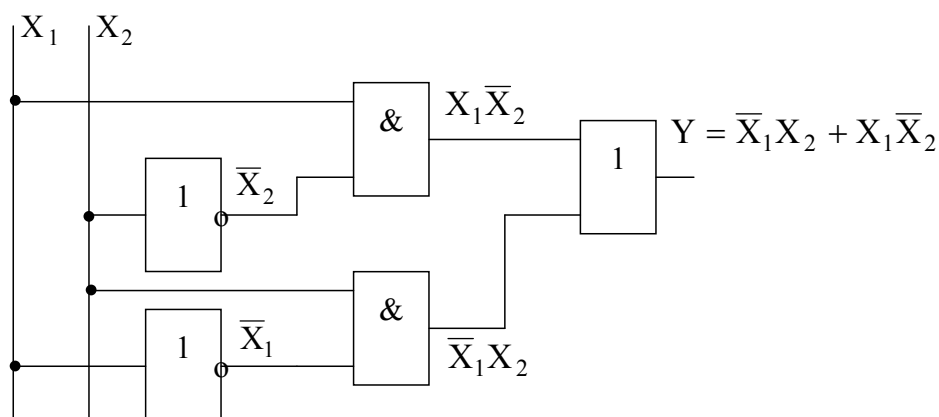 X₁ X₂
& X₁X̅₂
1 Y = X̅₁X₂ + X₁X̅₂
1 X̅₂
&
1 X̅₁
X̅₁X₂